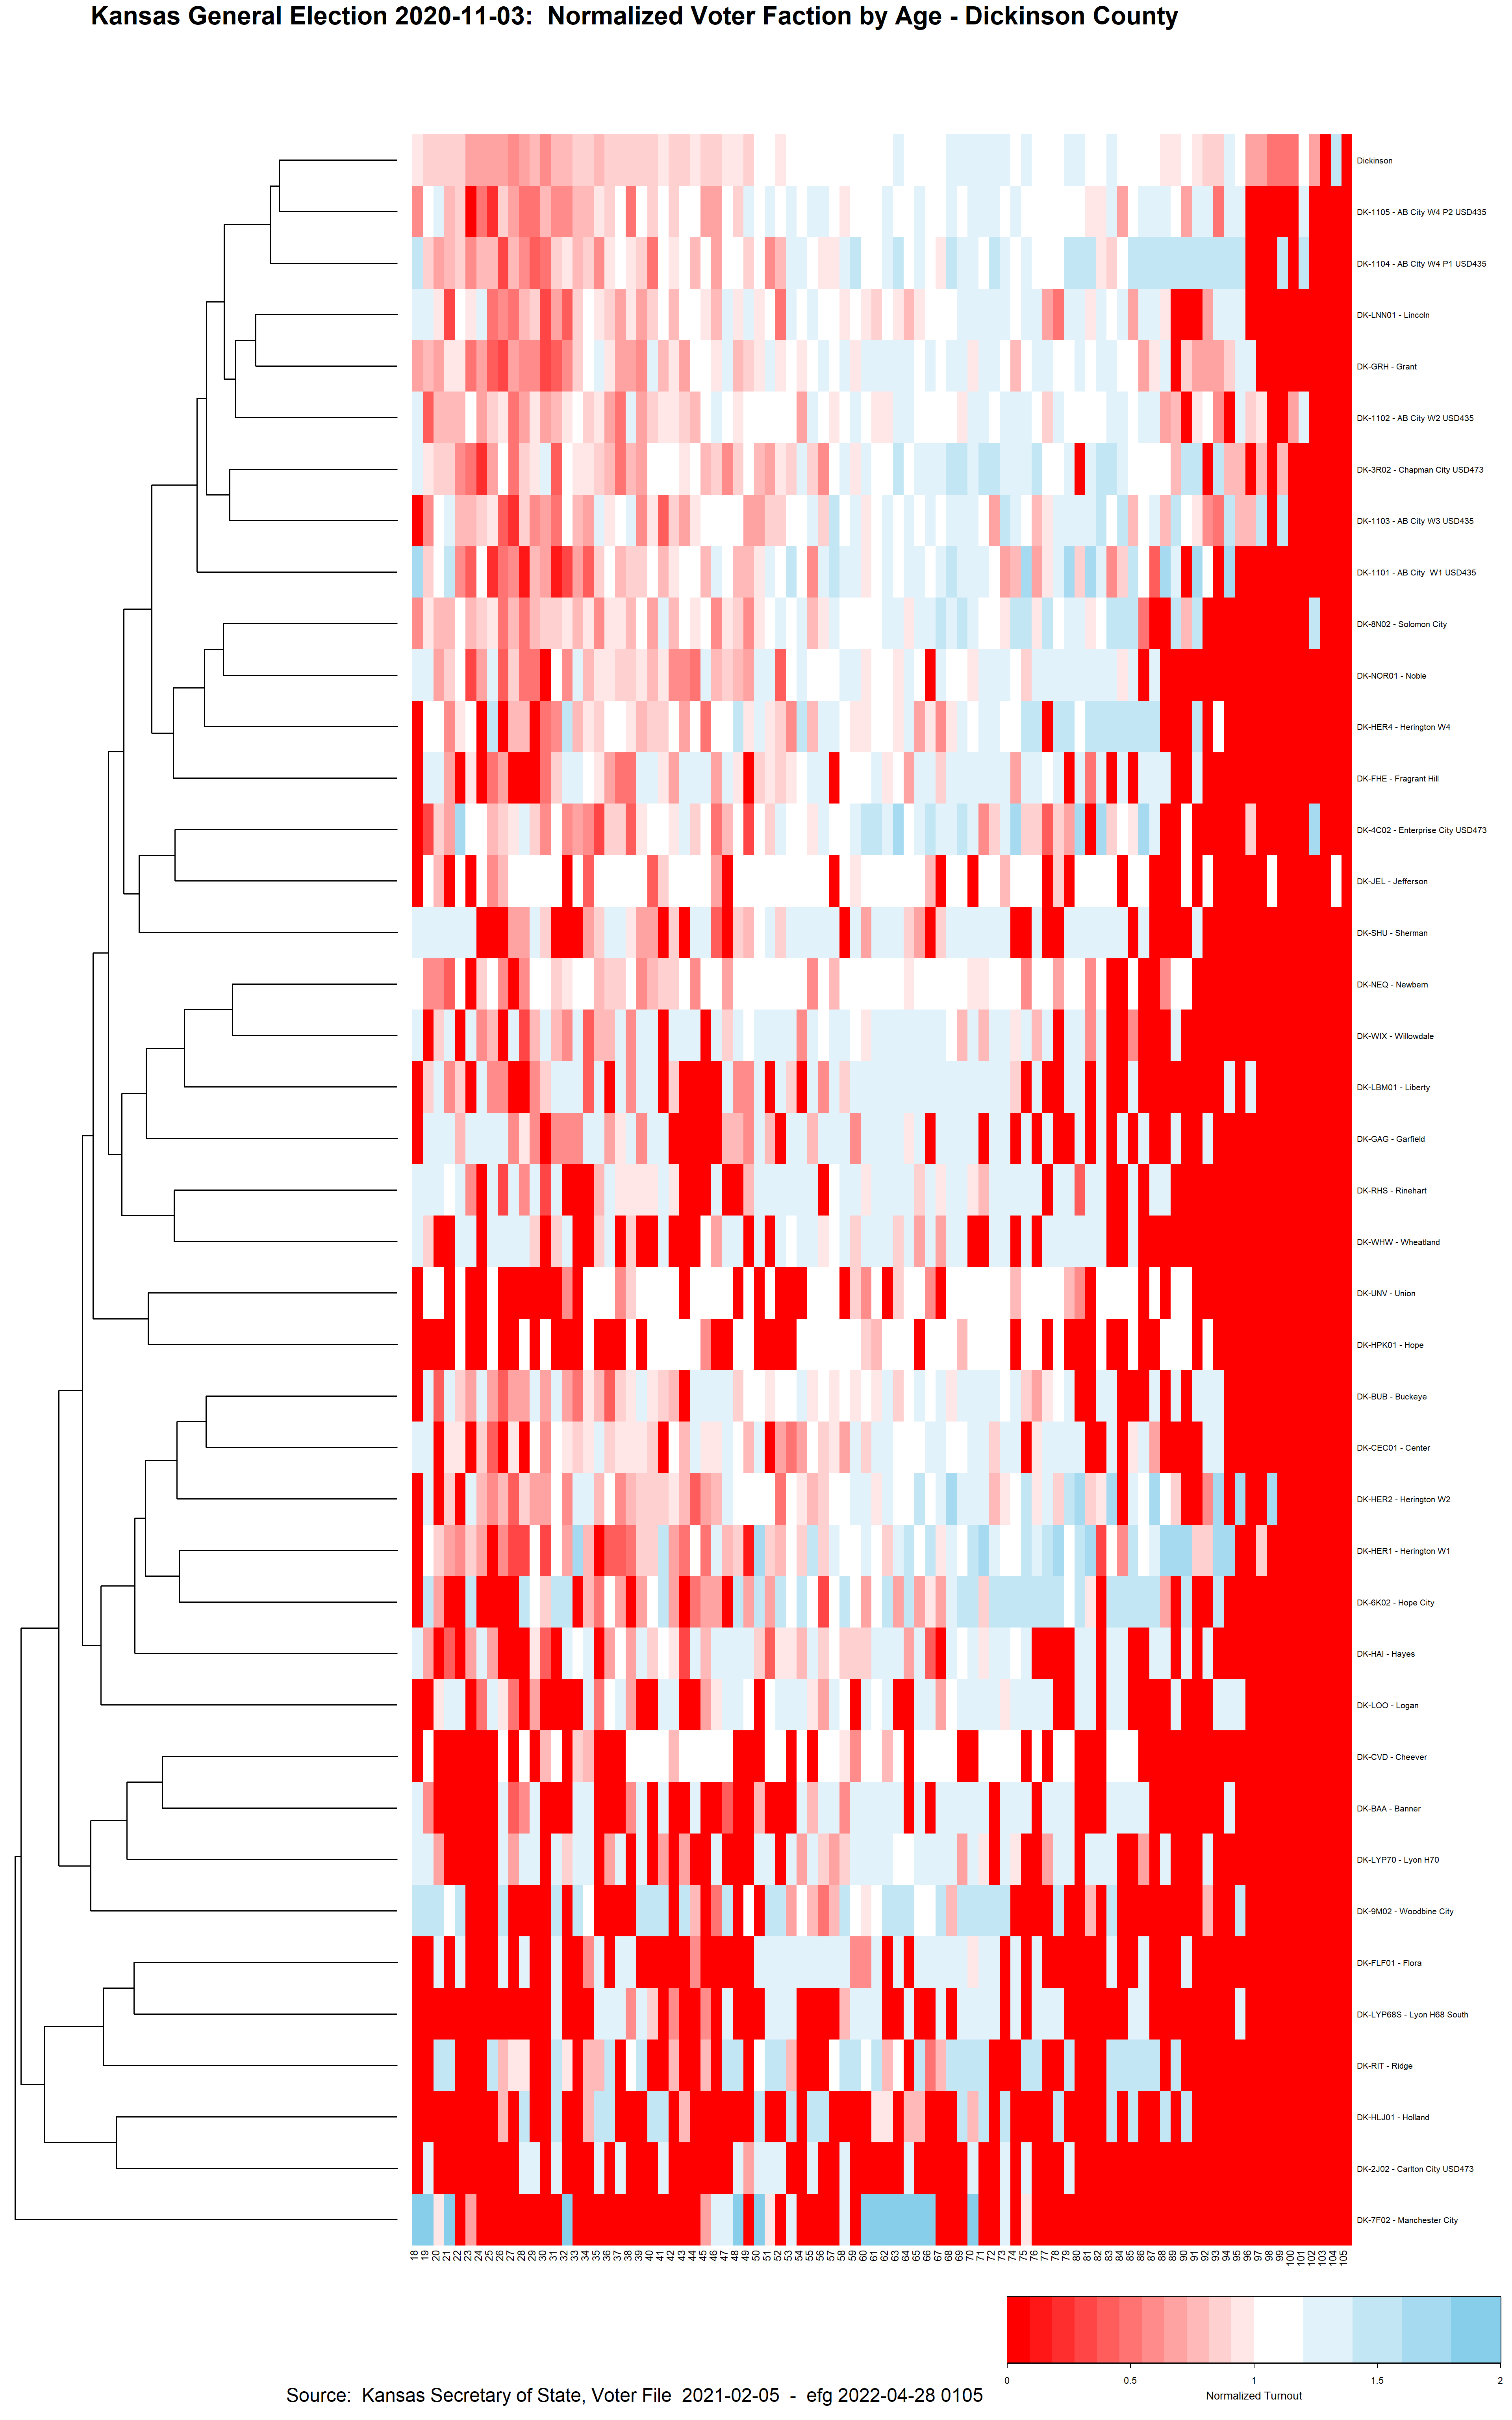 Kansas General Election 2020-11-03:  Normalized Voter Faction by Age - Dickinson County
Dickinson
DK-1105 - AB City W4 P2 USD435
DK-1104 - AB City W4 P1 USD435
DK-LNN01 - Lincoln
DK-GRH - Grant
DK-1102 - AB City W2 USD435
DK-3R02 - Chapman City USD473
DK-1103 - AB City W3 USD435
DK-1101 - AB City  W1 USD435
DK-8N02 - Solomon City
DK-NOR01 - Noble
DK-HER4 - Herington W4
DK-FHE - Fragrant Hill
DK-4C02 - Enterprise City USD473
DK-JEL - Jefferson
DK-SHU - Sherman
DK-NEQ - Newbern
DK-WIX - Willowdale
DK-LBM01 - Liberty
DK-GAG - Garfield
DK-RHS - Rinehart
DK-WHW - Wheatland
DK-UNV - Union
DK-HPK01 - Hope
DK-BUB - Buckeye
DK-CEC01 - Center
DK-HER2 - Herington W2
DK-HER1 - Herington W1
DK-6K02 - Hope City
DK-HAI - Hayes
DK-LOO - Logan
DK-CVD - Cheever
DK-BAA - Banner
DK-LYP70 - Lyon H70
DK-9M02 - Woodbine City
DK-FLF01 - Flora
DK-LYP68S - Lyon H68 South
DK-RIT - Ridge
DK-HLJ01 - Holland
DK-2J02 - Carlton City USD473
DK-7F02 - Manchester City
18 19 20 21 22 23 24 25 26 27 28 29 30 31 32 33 34 35 36 37 38 39 40 41 42 43 44 45 46 47 48 49 50 51 52 53 54 55 56 57 58 59 60 61 62 63 64 65 66 67 68 69 70 71 72 73 74 75 76 77 78 79 80 81 82 83 84 85 86 87 88 89 90 91 92 93 94 95 96 97 98 99 100 101 102 103 104 105
0 0.5 1 1.5 2
Normalized Turnout
Source:  Kansas Secretary of State, Voter File  2021-02-05  -  efg 2022-04-28 0105